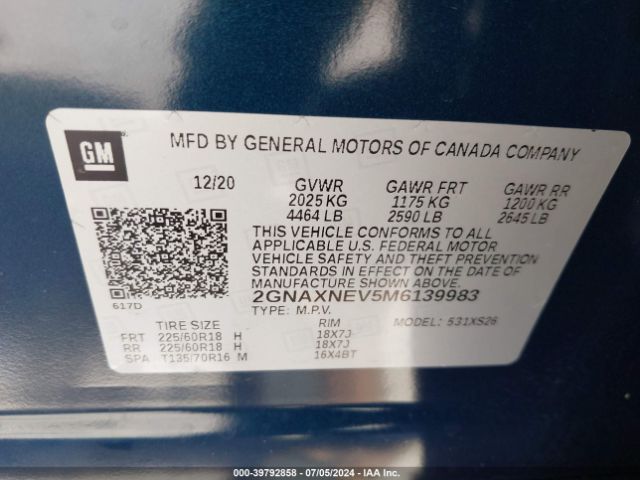 GM
MFD BY GENERAL MOTORS OF CANADA COMPANY
12/20 GVWR GAWR FRT GAWR RR
2025 KG 1175 KG 1200 KG
4464 LB 2590 LB 2645 LB
THIS VEHICLE CONFORMS TO ALL
APPLICABLE U.S. FEDERAL MOTOR
VEHICLE SAFETY AND THEFT PREVENTION
STANDARDS IN EFFECT ON THE DATE OF
MANUFACTURE SHOWN ABOVE.
617D
2GNAXNEV5M6139983
TYPE: M.P.V. MODEL: 531XS26
TIRE SIZE RIM
FRT 225/60R18 H 18X7J
RR 225/60R18 H 18X7J
SPA T135/70R16 M 16X4BT
000-39792858 - 07/05/2024 - IAA Inc.